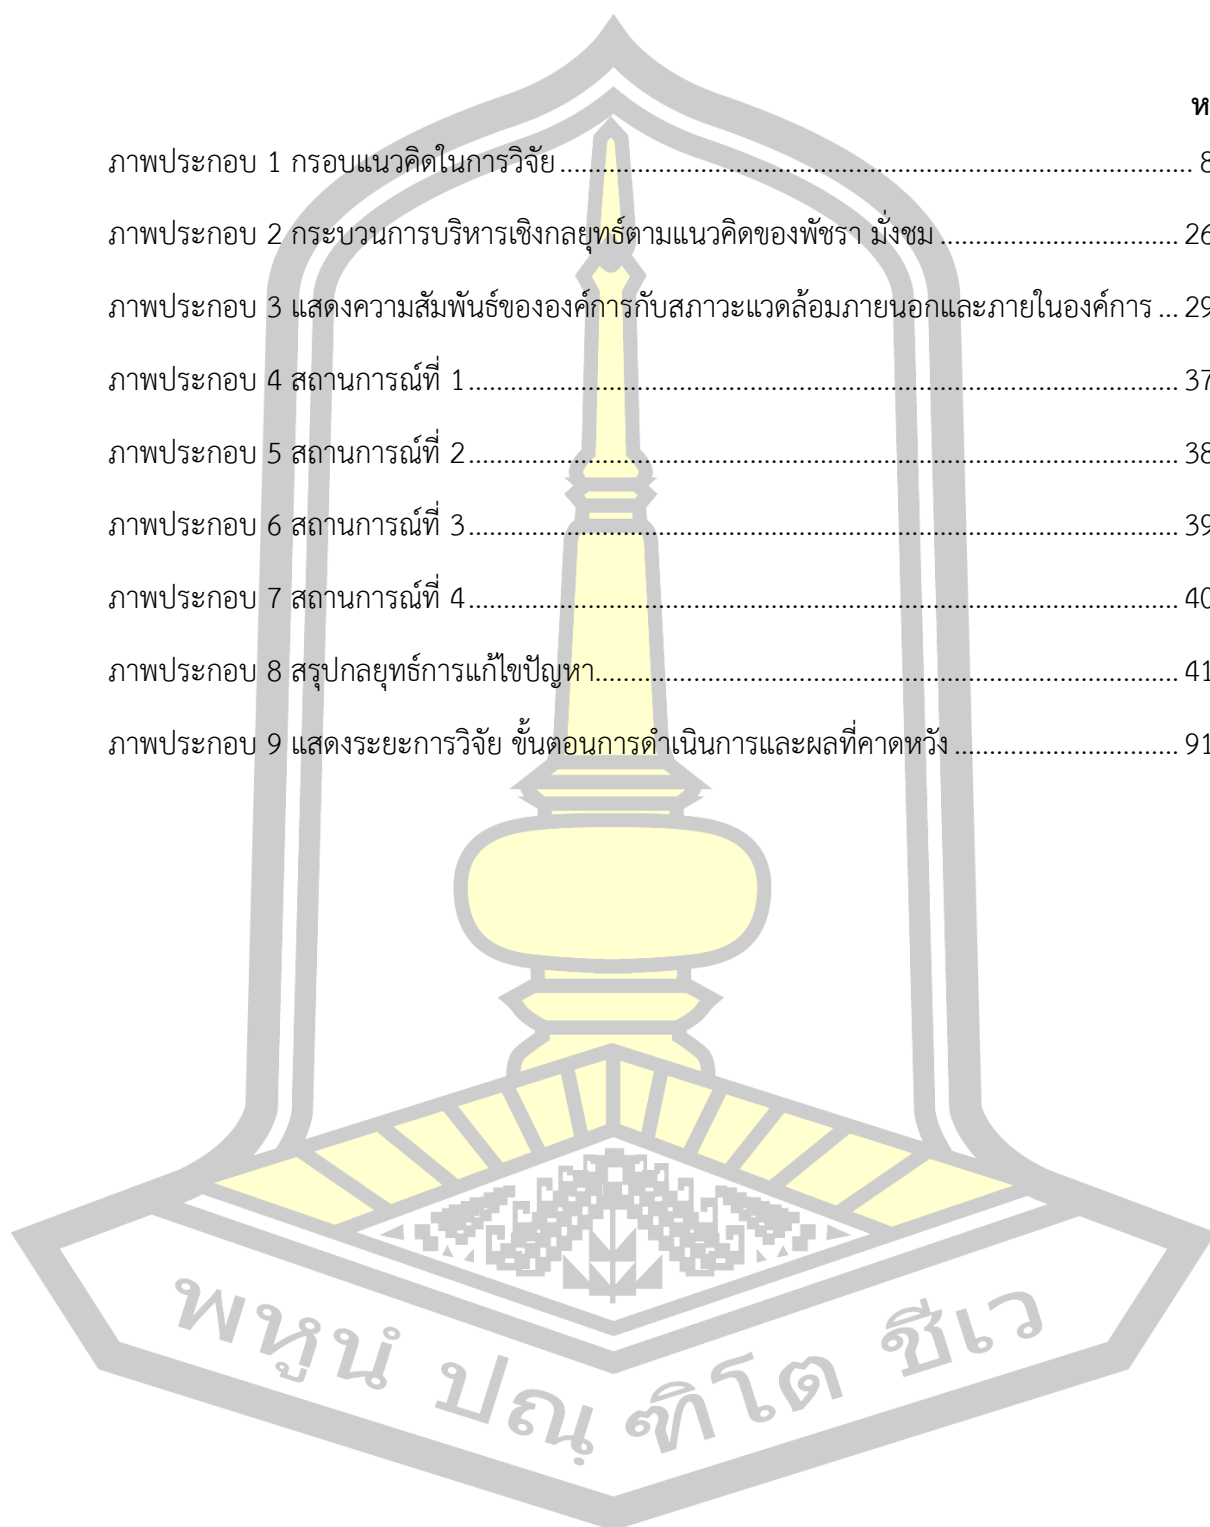 ห
ภาพประกอบ 1 กรอบแนวคิดในการวิจัย ........................................................................................ 8
ภาพประกอบ 2 กระบวนการบริหารเชิงกลยุทธ์ตามแนวคิดของพัชรา มั่งชม ................................. 26
ภาพประกอบ 3 แสดงความสัมพันธ์ขององค์การกับสภาวะแวดล้อมภายนอกและภายในองค์การ ... 29
ภาพประกอบ 4 สถานการณ์ที่ 1 .................................................................................................... 37
ภาพประกอบ 5 สถานการณ์ที่ 2 .................................................................................................... 38
ภาพประกอบ 6 สถานการณ์ที่ 3 .................................................................................................... 39
ภาพประกอบ 7 สถานการณ์ที่ 4 .................................................................................................... 40
ภาพประกอบ 8 สรุปกลยุทธ์การแก้ไขปัญหา.................................................................................. 41
ภาพประกอบ 9 แสดงระยะการวิจัย ขั้นตอนการดำเนินการและผลที่คาดหวัง ............................... 91
พหูนํ ปณฺฑิโต ชีเว